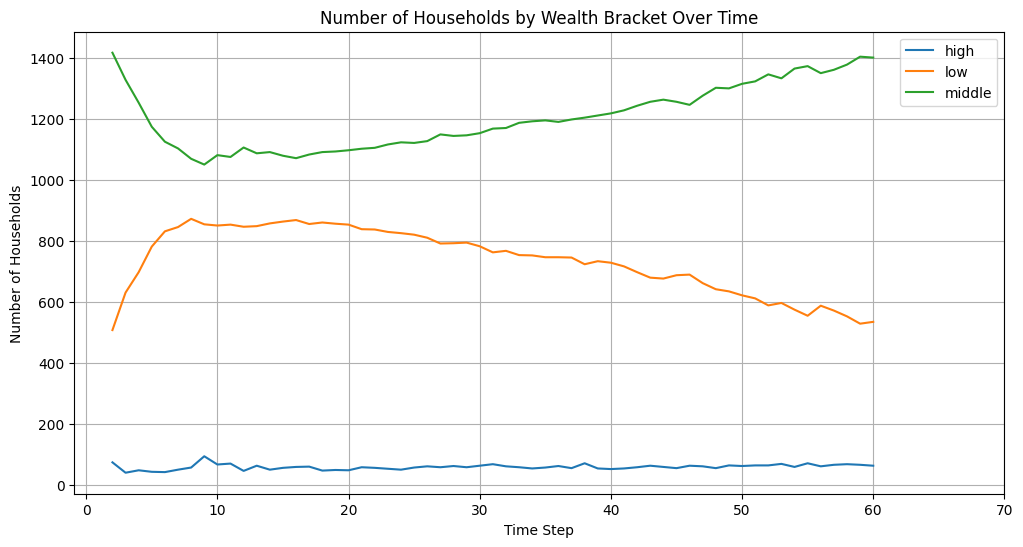 Number of Households by Wealth Bracket Over Time
high
low
middle
Number of Households
1400
1200
1000
800
600
400
200
0
0 10 20 30 40 50 60 70
Time Step